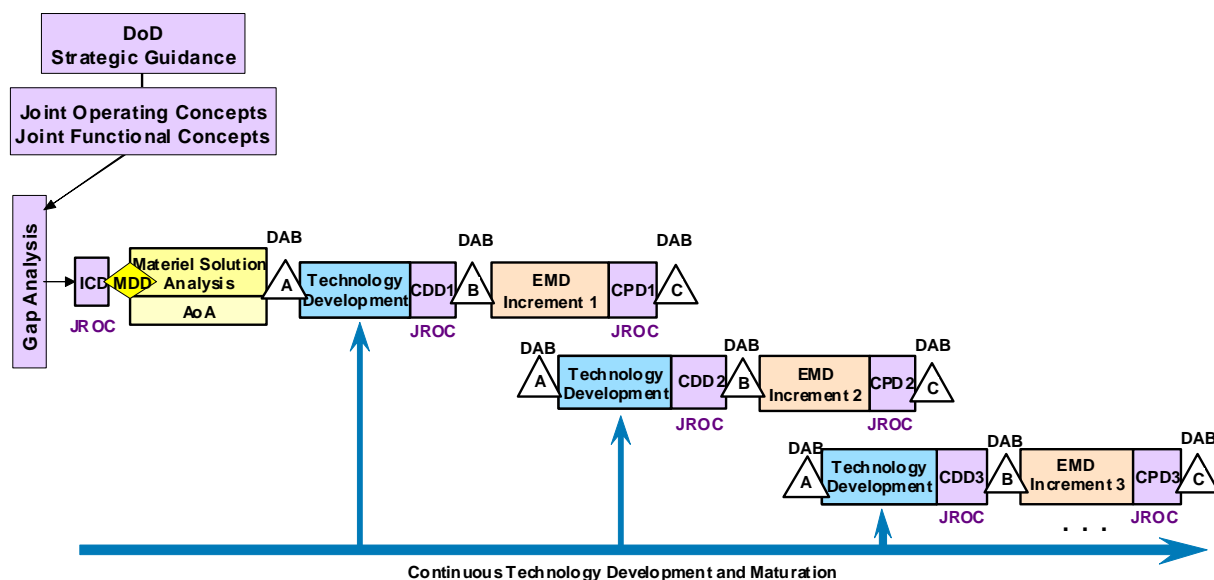 DoD
Strategic Guidance
Joint Operating Concepts
Joint Functional Concepts
Gap Analysis
ICD
JROC
MDD
Materiel Solution
Analysis
AoA
DAB
A
Technology
Development
CDD1
JROC
DAB
B
EMD
Increment 1
CPD1
JROC
DAB
C
DAB
A
Technology
Development
CDD2
JROC
DAB
B
EMD
Increment 2
CPD2
JROC
DAB
C
DAB
A
Technology
Development
CDD3
JROC
DAB
B
EMD
Increment 3
. . .
CPD3
JROC
DAB
C
Continuous Technology Development and Maturation